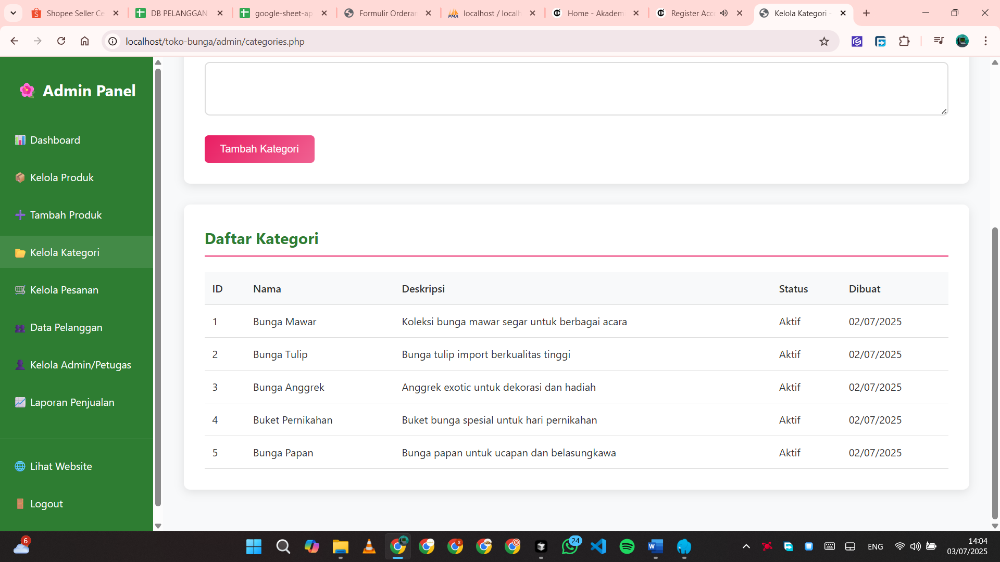 Shopee Seller Ce
DB PELANGGAN
google-sheet-ap
Formulir Orderar
localhost / localh
Home - Akadem
Register Acc
Kelola Kategori -
localhost/toko-bunga/admin/categories.php
Admin Panel
Dashboard
Kelola Produk
Tambah Produk
Kelola Kategori
Kelola Pesanan
Data Pelanggan
Kelola Admin/Petugas
Laporan Penjualan
Lihat Website
Logout
Tambah Kategori
Daftar Kategori
ID Nama Deskripsi Status Dibuat
1 Bunga Mawar Koleksi bunga mawar segar untuk berbagai acara Aktif 02/07/2025
2 Bunga Tulip Bunga tulip import berkualitas tinggi Aktif 02/07/2025
3 Bunga Anggrek Anggrek exotic untuk dekorasi dan hadiah Aktif 02/07/2025
4 Buket Pernikahan Buket bunga spesial untuk hari pernikahan Aktif 02/07/2025
5 Bunga Papan Bunga papan untuk ucapan dan belasungkawa Aktif 02/07/2025
6
24
ENG
14:04
03/07/2025